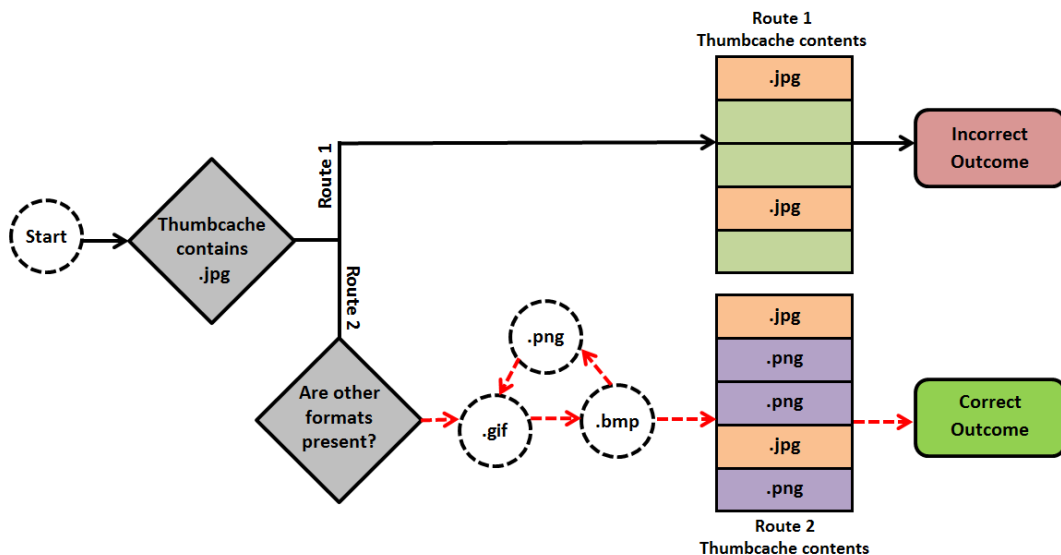 Route 1
Thumbcache contents
.jpg
.jpg
Incorrect
Outcome
Route 1
Start
Thumbcache
contains
.jpg
Route 2
.jpg
.png
.png
.jpg
.png
.png
Are other
formats
present?
.gif
.bmp
Correct
Outcome
Route 2
Thumbcache contents